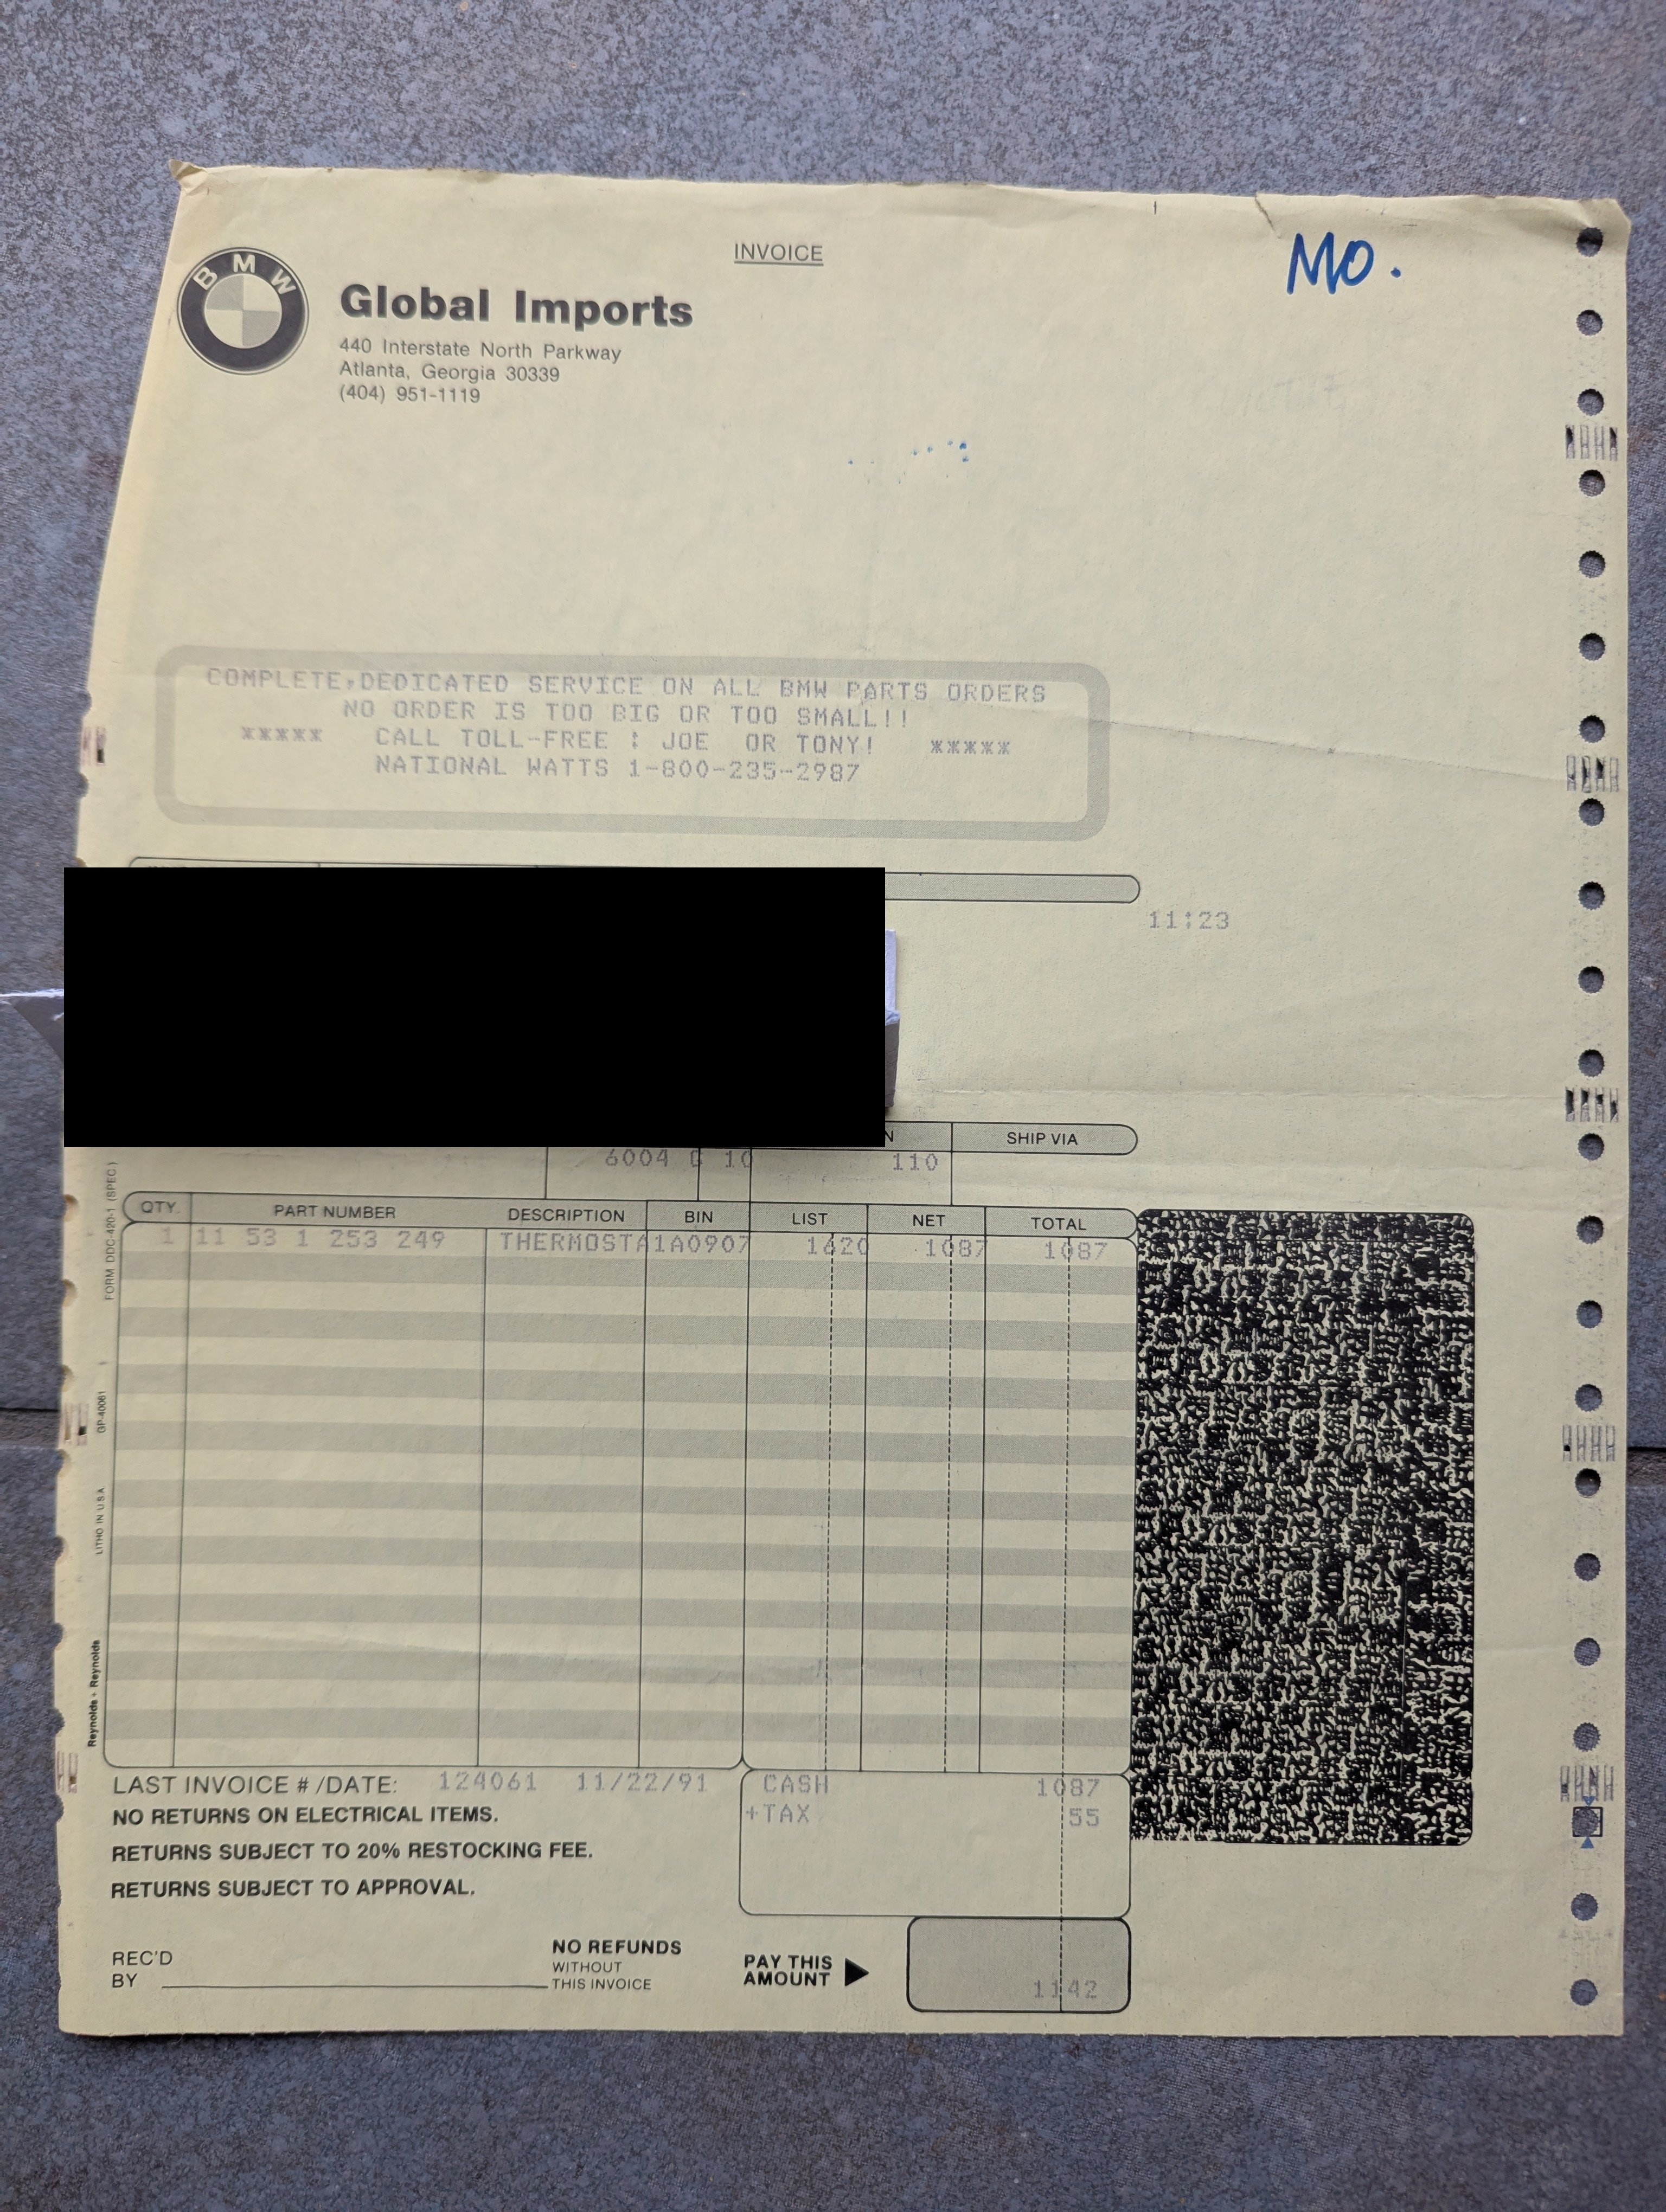 INVOICE
MO.
BMW
Global Imports
440 Interstate North Parkway
Atlanta, Georgia 30339
(404) 951-1119
COMPLETE,DEDICATED SERVICE ON ALL BMW PARTS ORDERS
NO ORDER IS TOO BIG OR TOO SMALL!!
***** CALL TOLL-FREE : JOE OR TONY! *****
NATIONAL WATTS 1-800-235-2987
11:23
N SHIP VIA
6004 10 110
QTY. PART NUMBER DESCRIPTION BIN LIST NET TOTAL
1 11 53 1 253 249 THERMOSTA1A0907 1620 1087 1087
FORM DDC-420-1 (SPEC.)
GP-40061
LITHO IN U.S.A.
Reynolds + Reynolds
LAST INVOICE # /DATE: 124061 11/22/91 CASH 1087
NO RETURNS ON ELECTRICAL ITEMS. +TAX 55
RETURNS SUBJECT TO 20% RESTOCKING FEE.
RETURNS SUBJECT TO APPROVAL.
REC'D
BY
NO REFUNDS
WITHOUT
THIS INVOICE
PAY THIS
AMOUNT
1142